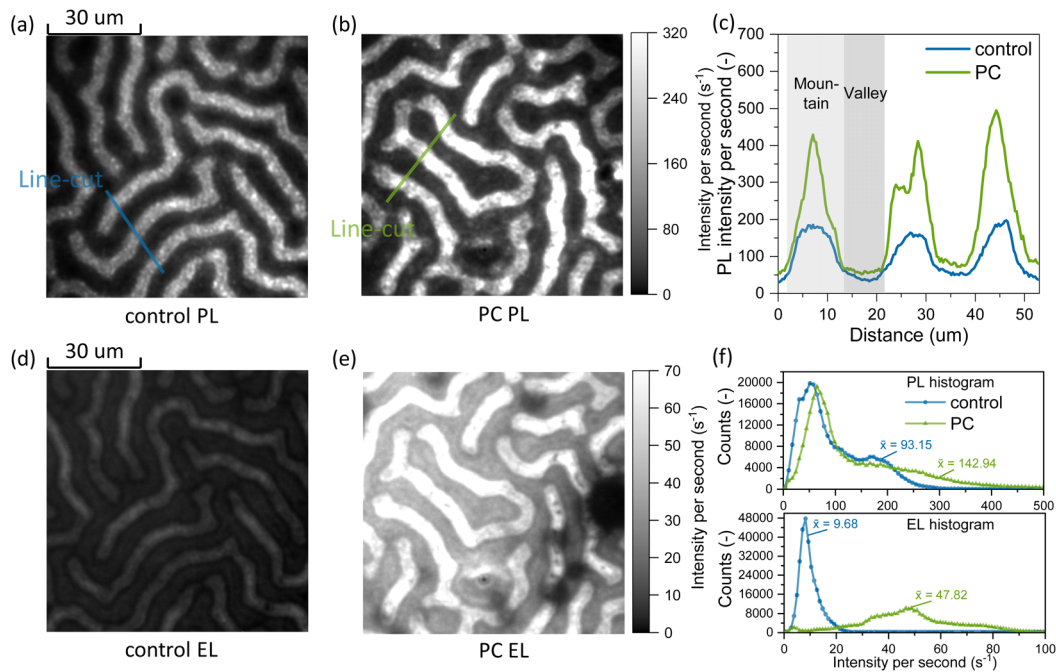 (a)
30 um
Line-cut
control PL
(b)
Line-cut
PC PL
320
240
160
80
0
Intensity per second (s⁻¹)
(c)
PL intensity per second (-)
700
600
500
400
300
200
150
100
50
0
Moun-
tain
Valley
control
PC
0
10
20
30
40
50
Distance (um)
(d)
30 um
control EL
(e)
PC EL
70
60
50
40
30
20
10
0
Intensity per second (s⁻¹)
(f)
Counts (-)
20000
16000
12000
8000
4000
0
PL histogram
control
PC
x̄ = 93.15
x̄ = 142.94
0
100
200
300
400
500
Counts (-)
48000
40000
32000
24000
16000
8000
0
EL histogram
x̄ = 9.68
x̄ = 47.82
0
20
40
60
80
100
Intensity per second (s⁻¹)